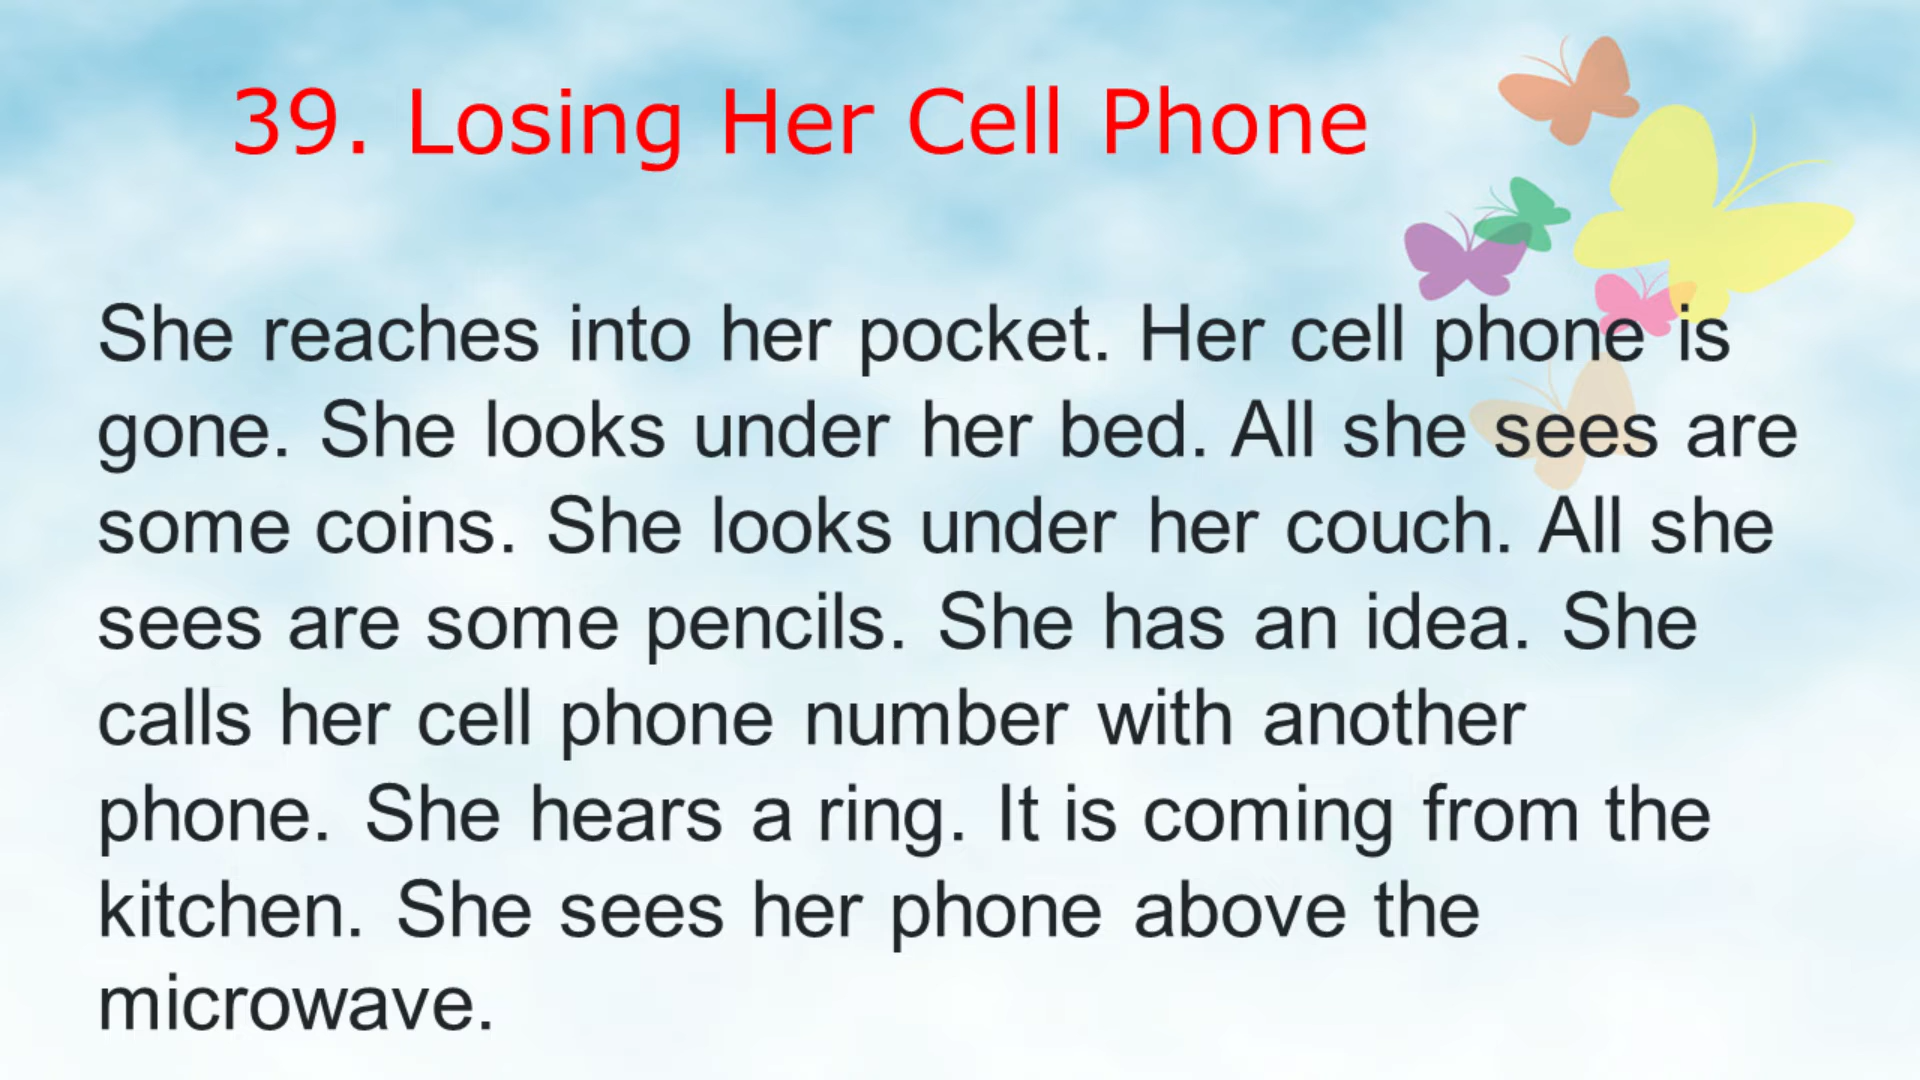 39. Losing Her Cell Phone
She reaches into her pocket. Her cell phone is
gone. She looks under her bed. All she sees are
some coins. She looks under her couch. All she
sees are some pencils. She has an idea. She
calls her cell phone number with another
phone. She hears a ring. It is coming from the
kitchen. She sees her phone above the
microwave.